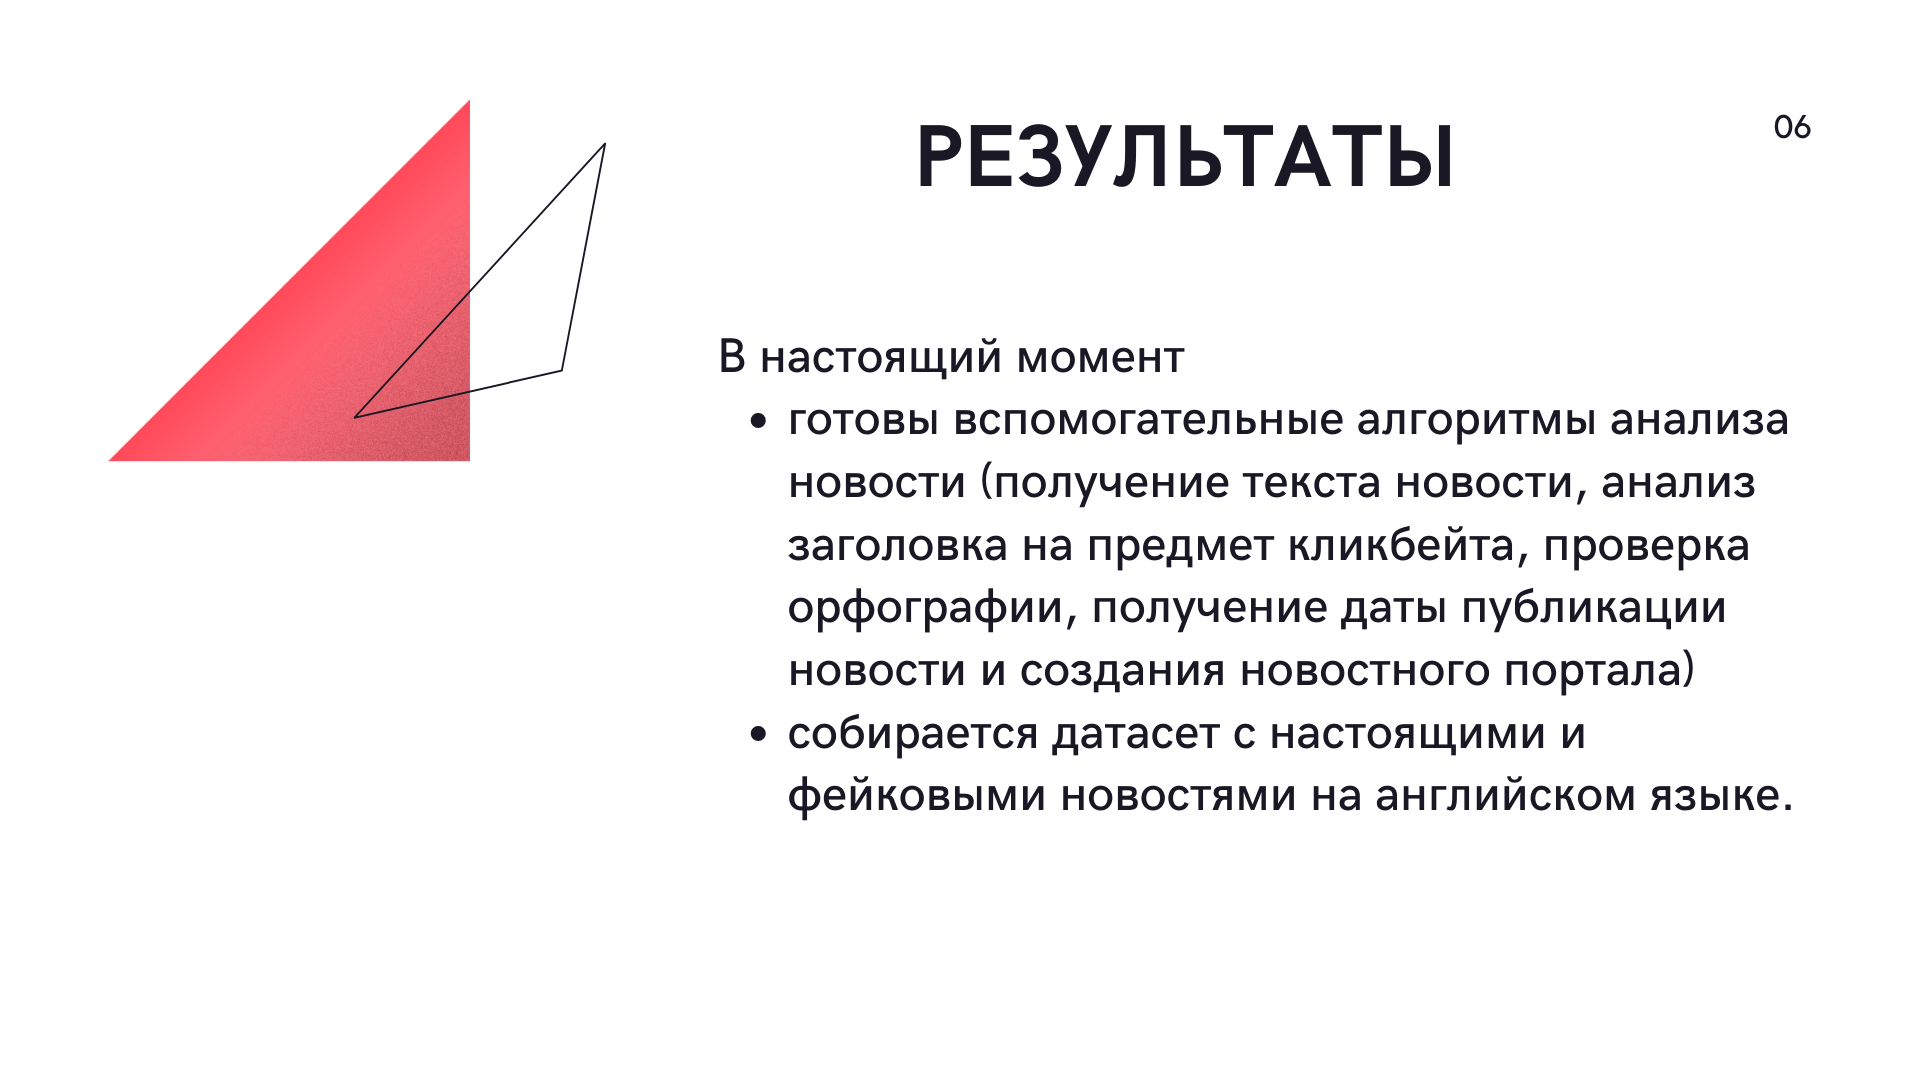 РЕЗУЛЬТАТЫ
06
В настоящий момент
• готовы вспомогательные алгоритмы анализа
новости (получение текста новости, анализ
заголовка на предмет кликбейта, проверка
орфографии, получение даты публикации
новости и создания новостного портала)
• собирается датасет с настоящими и
фейковыми новостями на английском языке.